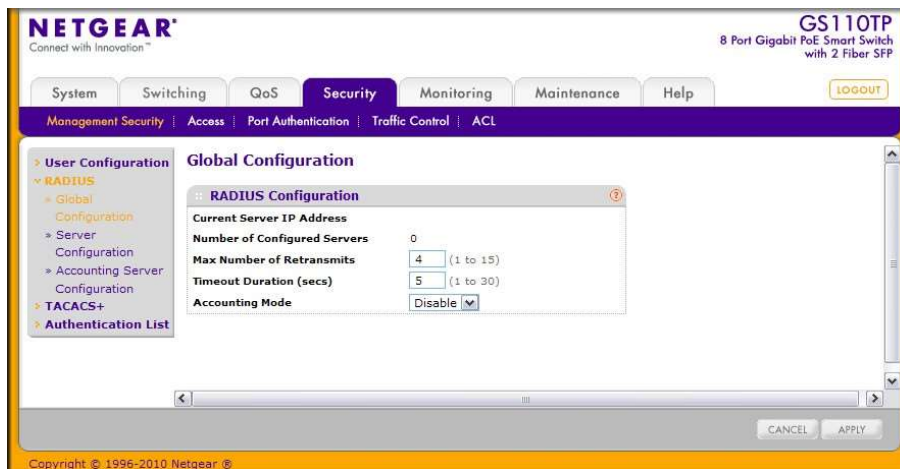 NETGEAR®
Connect with Innovation™
GS110TP
8 Port Gigabit PoE Smart Switch
with 2 Fiber SFP
System
Switching
QoS
Security
Monitoring
Maintenance
Help
LOGOUT
Management Security
Access
Port Authentication
Traffic Control
ACL
User Configuration
RADIUS
» Global
Configuration
» Server
Configuration
» Accounting Server
Configuration
TACACS+
Authentication List
Global Configuration
RADIUS Configuration
?
Current Server IP Address
Number of Configured Servers 0
Max Number of Retransmits 4 (1 to 15)
Timeout Duration (secs) 5 (1 to 30)
Accounting Mode Disable
CANCEL
APPLY
Copyright © 1996-2010 Netgear ®